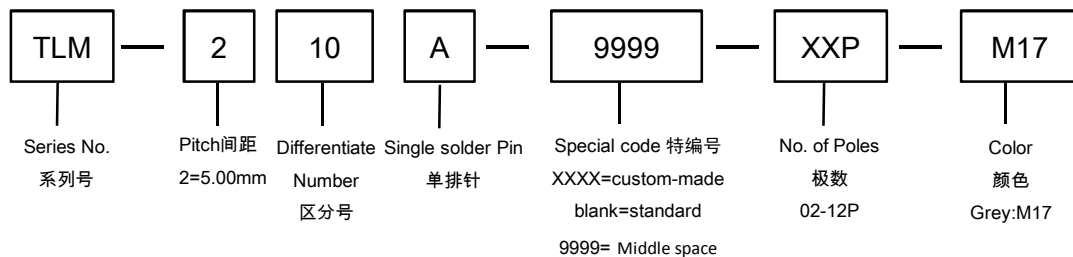 TLM — 2 10 A — 9999 — XXP — M17
Series No.
系列号
Pitch间距
2=5.00mm
Differentiate
Number
区分号
Single solder Pin
单排针
Special code 特编号
XXXX=custom-made
blank=standard
9999= Middle space
No. of Poles
极数
02-12P
Color
颜色
Grey:M17